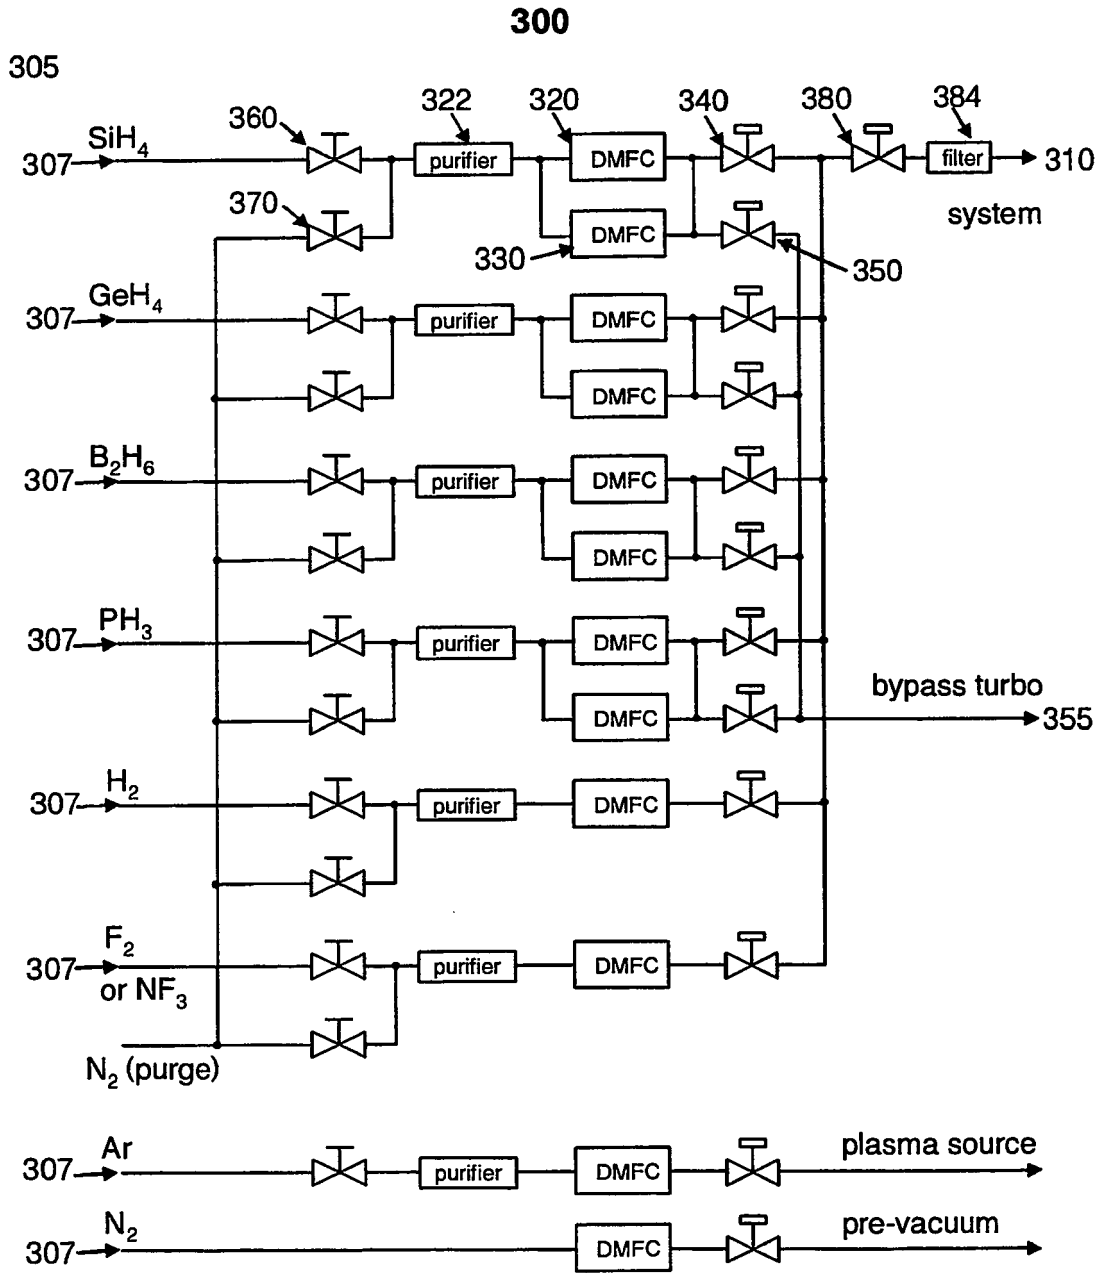 300
305
322 320 340 380 384
360
SiH4
307 purifier DMFC filter 310
370
system
DMFC
330 350
GeH4
307 purifier DMFC
DMFC
B2H6
307 purifier DMFC
DMFC
PH3
307 purifier DMFC
bypass turbo
DMFC 355
H2
307 purifier DMFC
F2
307 purifier DMFC
or NF3
N2 (purge)
Ar plasma source
307 purifier DMFC
N2 pre-vacuum
307 DMFC